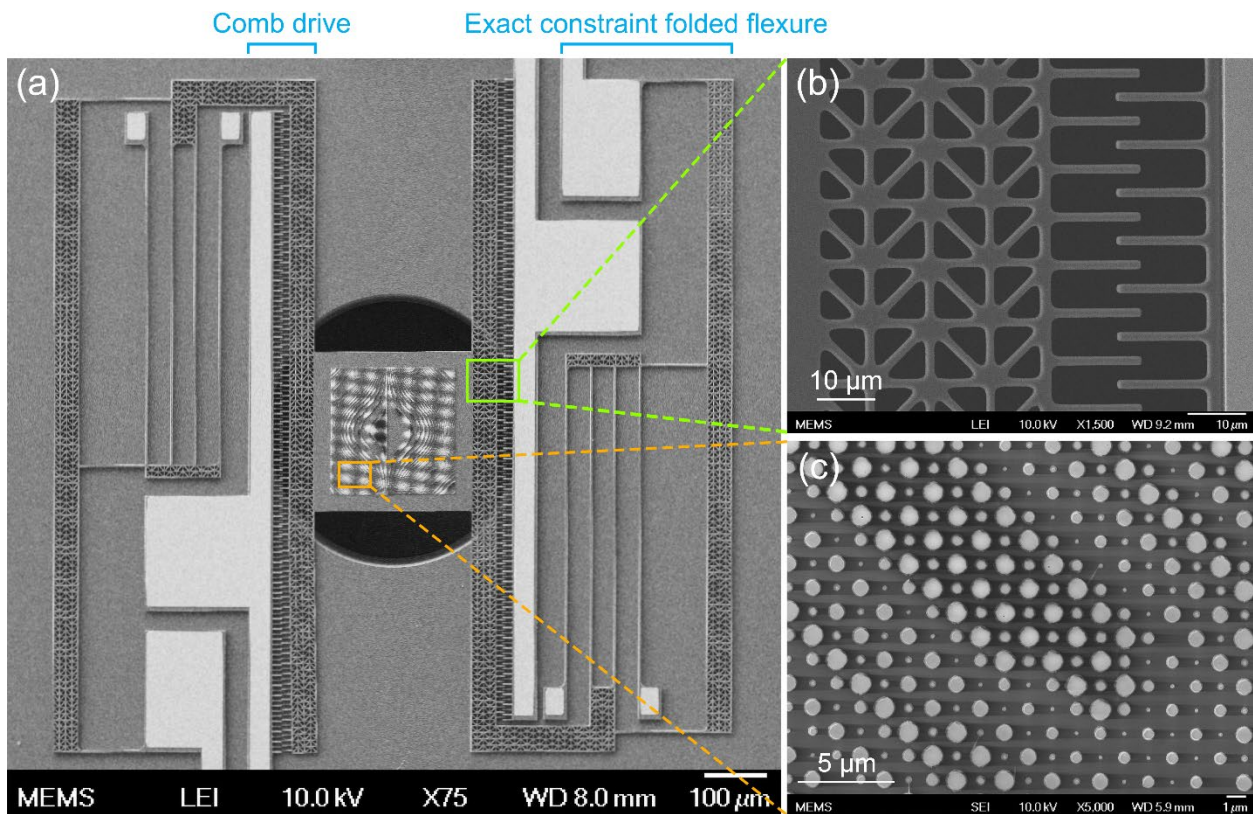 Comb drive
Exact constraint folded flexure
(a)
(b)
10 µm
MEMS LEI 10.0 kV X1,500 WD 9.2 mm 10 µm
(c)
5 µm
MEMS SEI 10.0 kV X5,000 WD 5.9 mm 1 µm
MEMS LEI 10.0 kV X75 WD 8.0 mm 100 µm